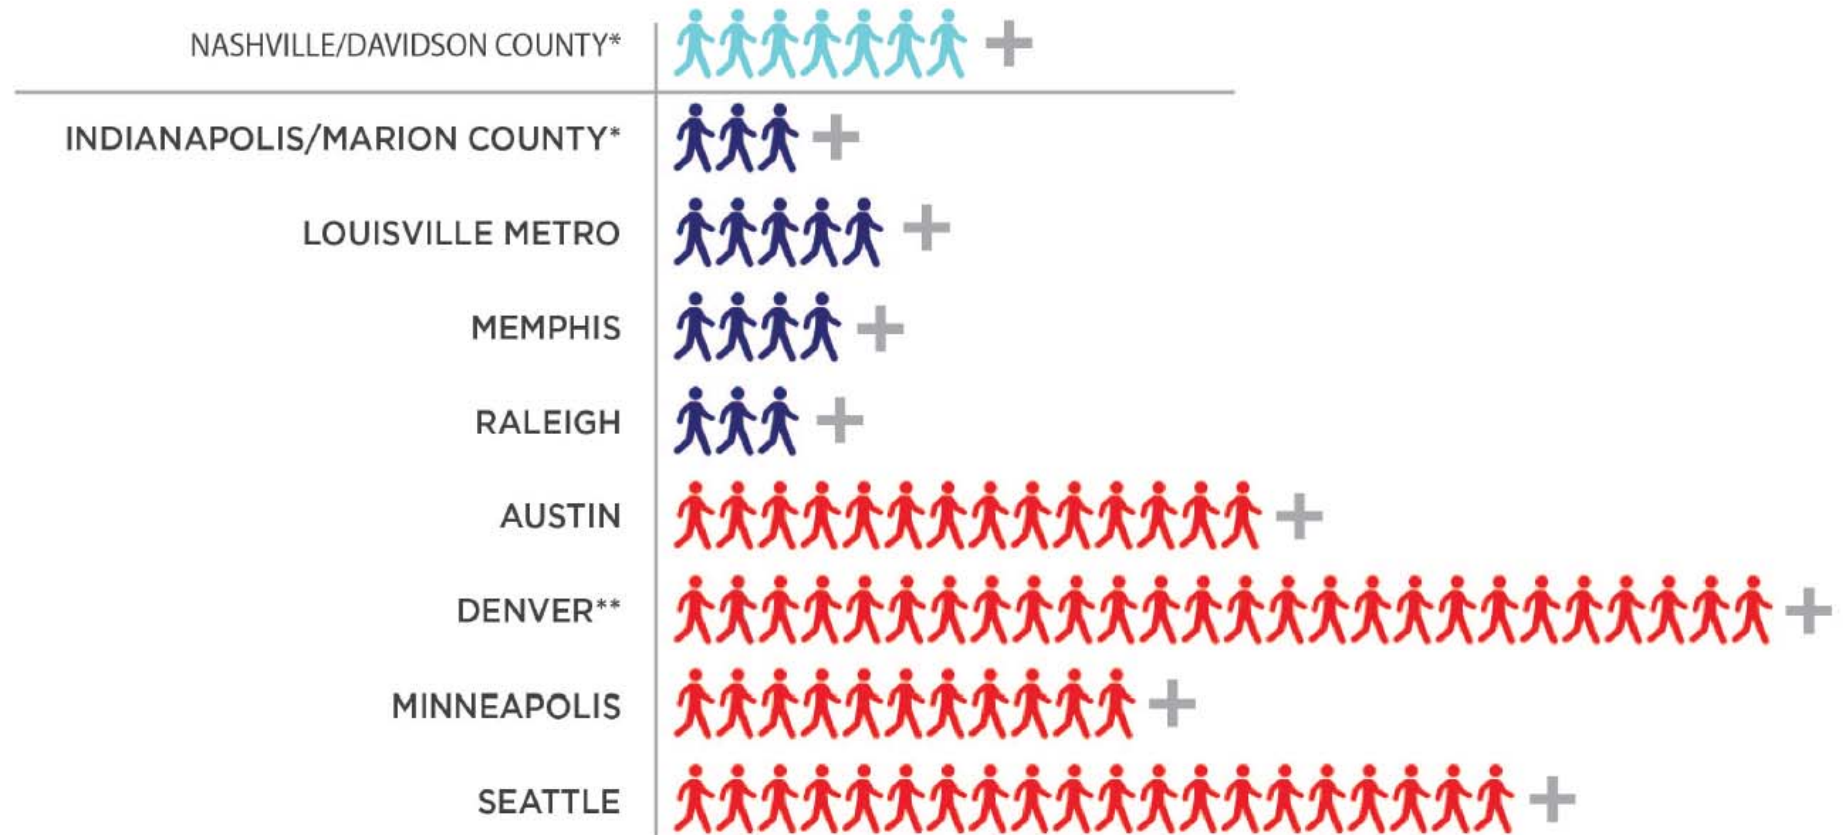 NASHVILLE/DAVIDSON COUNTY*
INDIANAPOLIS/MARION COUNTY*
LOUISVILLE METRO
MEMPHIS
RALEIGH
AUSTIN
DENVER**
MINNEAPOLIS
SEATTLE